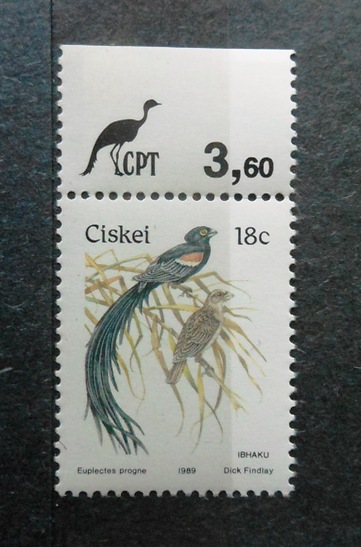 CPT 3,60
Ciskei 18c
IBHAKU
Euplectes progne 1989 Dick Findlay